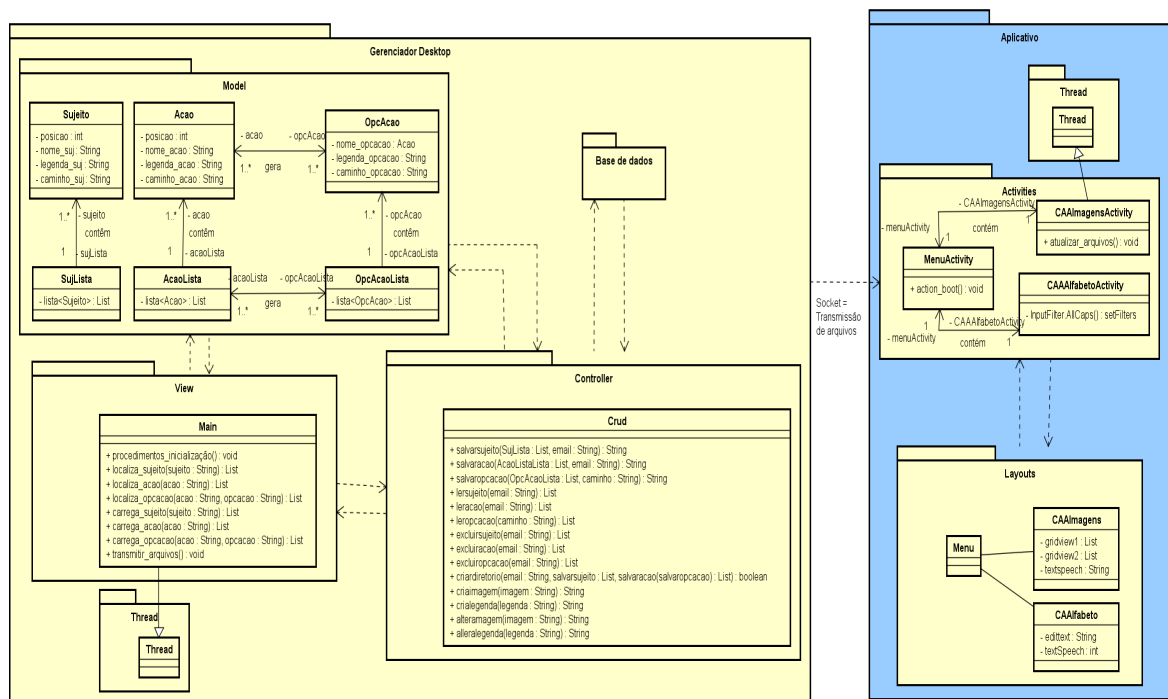 Gerenciador Desktop
Model
Sujeito
- posicao : int
- nome_suj : String
- legenda_suj : String
- caminho_suj : String
Acao
- posicao : int
- nome_acao : String
- legenda_acao : String
- caminho_acao : String
- acao
- opcAcao
1..*
gera
1..*
OpcAcao
- nome_opcacao : Acao
- legenda_opcacao : String
- caminho_opcacao : String
1..*
- sujeito
contêm
1
- sujLista
1..*
- acao
contêm
1
- acaoLista
1..*
- opcAcao
contêm
1
- opcAcaoLista
SujLista
- lista<Sujeito> : List
AcaoLista
- lista<Acao> : List
- acaoLista
- opcAcaoLista
1..*
gera
1..*
OpcAcaoLista
- lista<OpcAcao> : List
Base de dados
View
Main
+ procedimentos_inicialização() : void
+ localiza_sujeito(sujeito : String) : List
+ localiza_acao(acao : String) : List
+ localiza_opcacao(acao : String, opcacao : String) : List
+ carrega_sujeito(sujeito : String) : List
+ carrega_acao(acao : String) : List
+ carrega_opcacao(acao : String, opcacao : String) : List
+ transmitir_arquivos() : void
Thread
Thread
Controller
Crud
+ salvarsujeito(SujLista : List, email : String) : String
+ salvaracao(AcaoListaLista : List, email : String) : String
+ salvaropcacao(OpcAcaoLista : List, caminho : String) : String
+ lersujeito(email : String) : List
+ leracao(email : String) : List
+ leropcacao(caminho : String) : List
+ excluirsujeito(email : String) : List
+ excluiracao(email : String) : List
+ excluiropcacao(email : String) : List
+ criardiretorio(email : String, salvarsujeito : List, salvaracao(salvaropcacao) : List) : boolean
+ criaimagem(imagem : String) : String
+ crialegenda(legenda : String) : String
+ alteramagem(imagem : String) : String
+ alleralegenda(legenda : String) : String
Socket =
Transmissão
de arquivos
Aplicativo
Thread
Thread
Activities
- CAAImagensActivity
- menuActivity
1
contém
1
CAAImagensActivity
+ atualizar_arquivos() : void
MenuActivity
+ action_boot() : void
CAAAlfabetoActivity
- InputFilter.AllCaps() : setFilters
1
- CAAAlfabetoActivity
- menuActivity
contém
1
Layouts
Menu
CAAImagens
- gridview1 : List
- gridview2 : List
- textspeech : String
CAAlfabeto
- edittext : String
- textSpeech : int